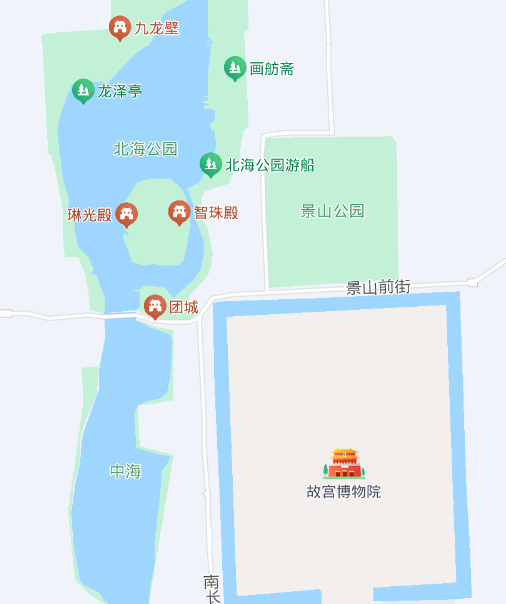 九龙壁
画舫斋
龙泽亭
北海公园
北海公园游船
琳光殿
智珠殿
景山公园
景山前街
团城
中海
故宫博物院
南长